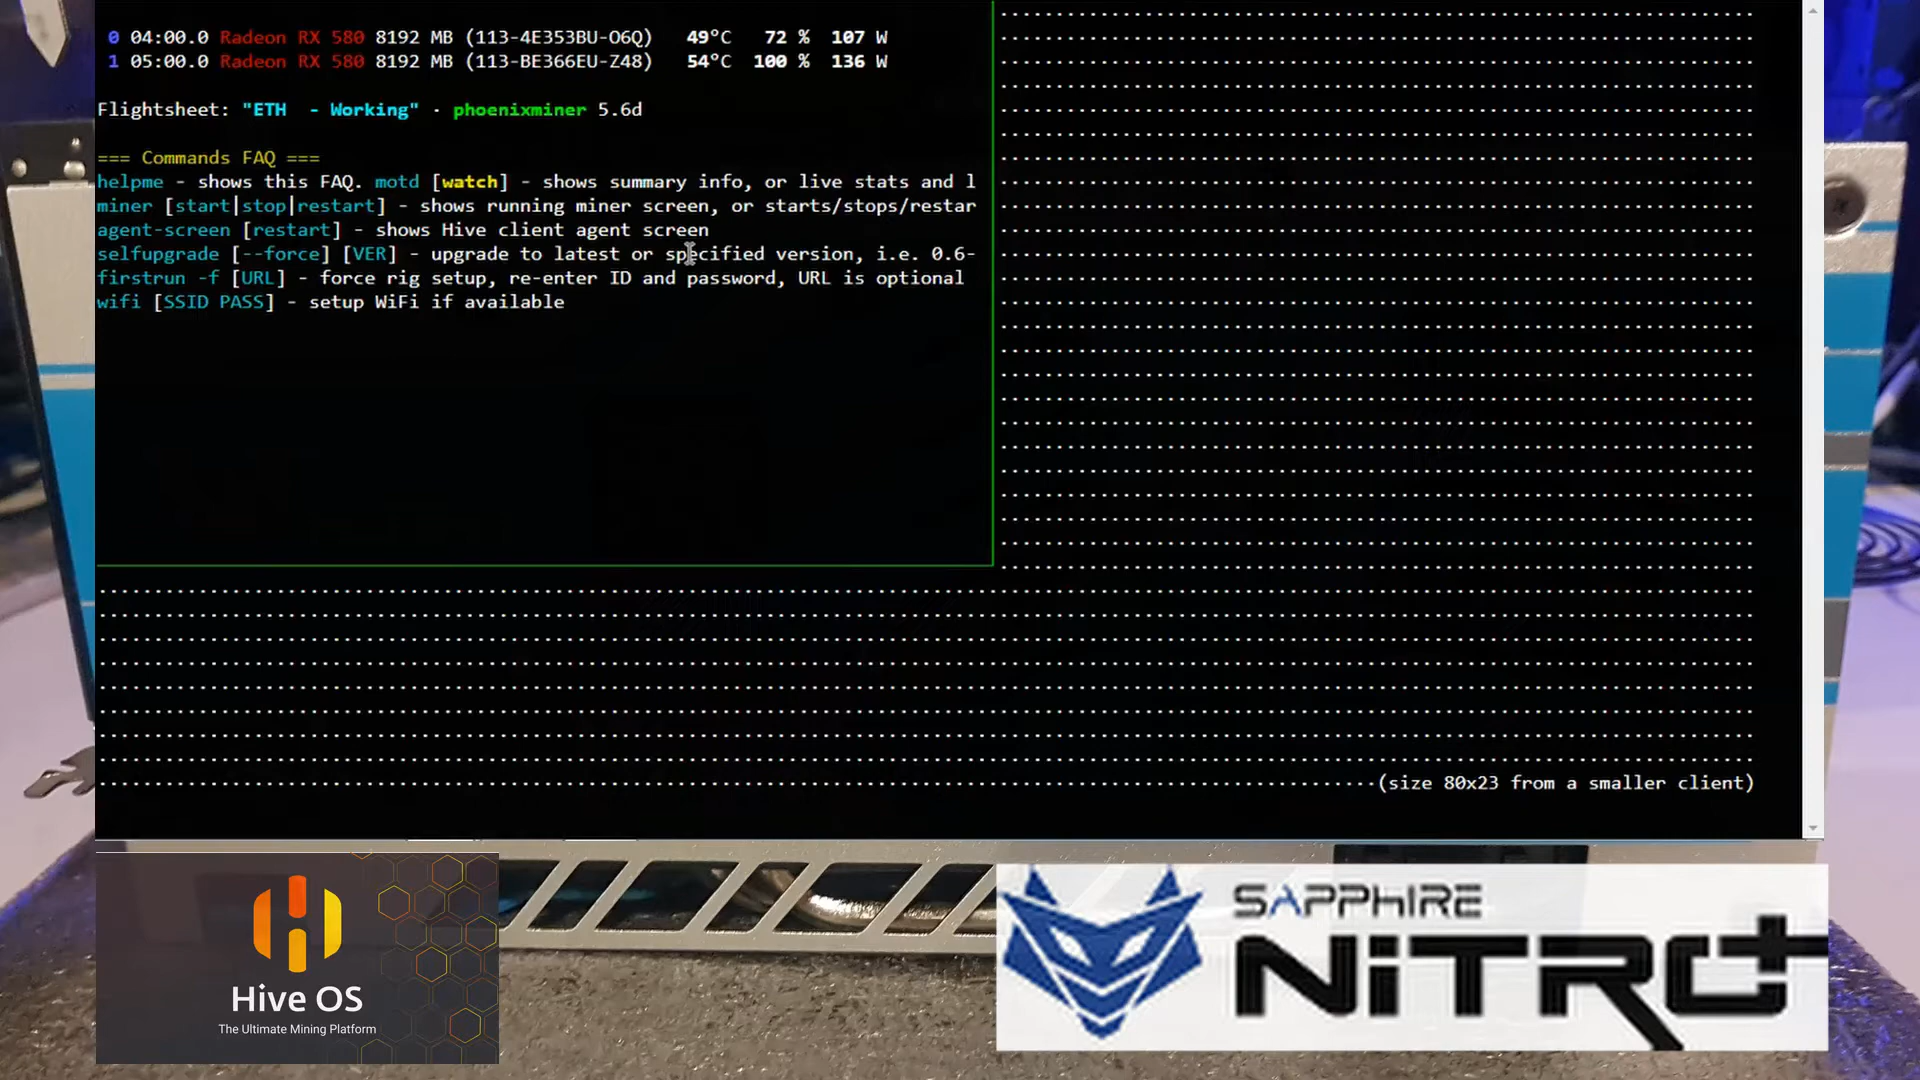 0 04:00.0 Radeon RX 580 8192 MB (113-4E353BU-O6Q) 49°C 72 % 107 W
1 05:00.0 Radeon RX 580 8192 MB (113-BE366EU-Z48) 54°C 100 % 136 W
Flightsheet: "ETH - Working" · phoenixminer 5.6d
=== Commands FAQ ===
helpme - shows this FAQ. motd [watch] - shows summary info, or live stats and l
miner [start|stop|restart] - shows running miner screen, or starts/stops/restar
agent-screen [restart] - shows Hive client agent screen
selfupgrade [--force] [VER] - upgrade to latest or specified version, i.e. 0.6-
firstrun -f [URL] - force rig setup, re-enter ID and password, URL is optional
wifi [SSID PASS] - setup WiFi if available
(size 80x23 from a smaller client)
Hive OS
The Ultimate Mining Platform
SAPPHIRE
NITRO+